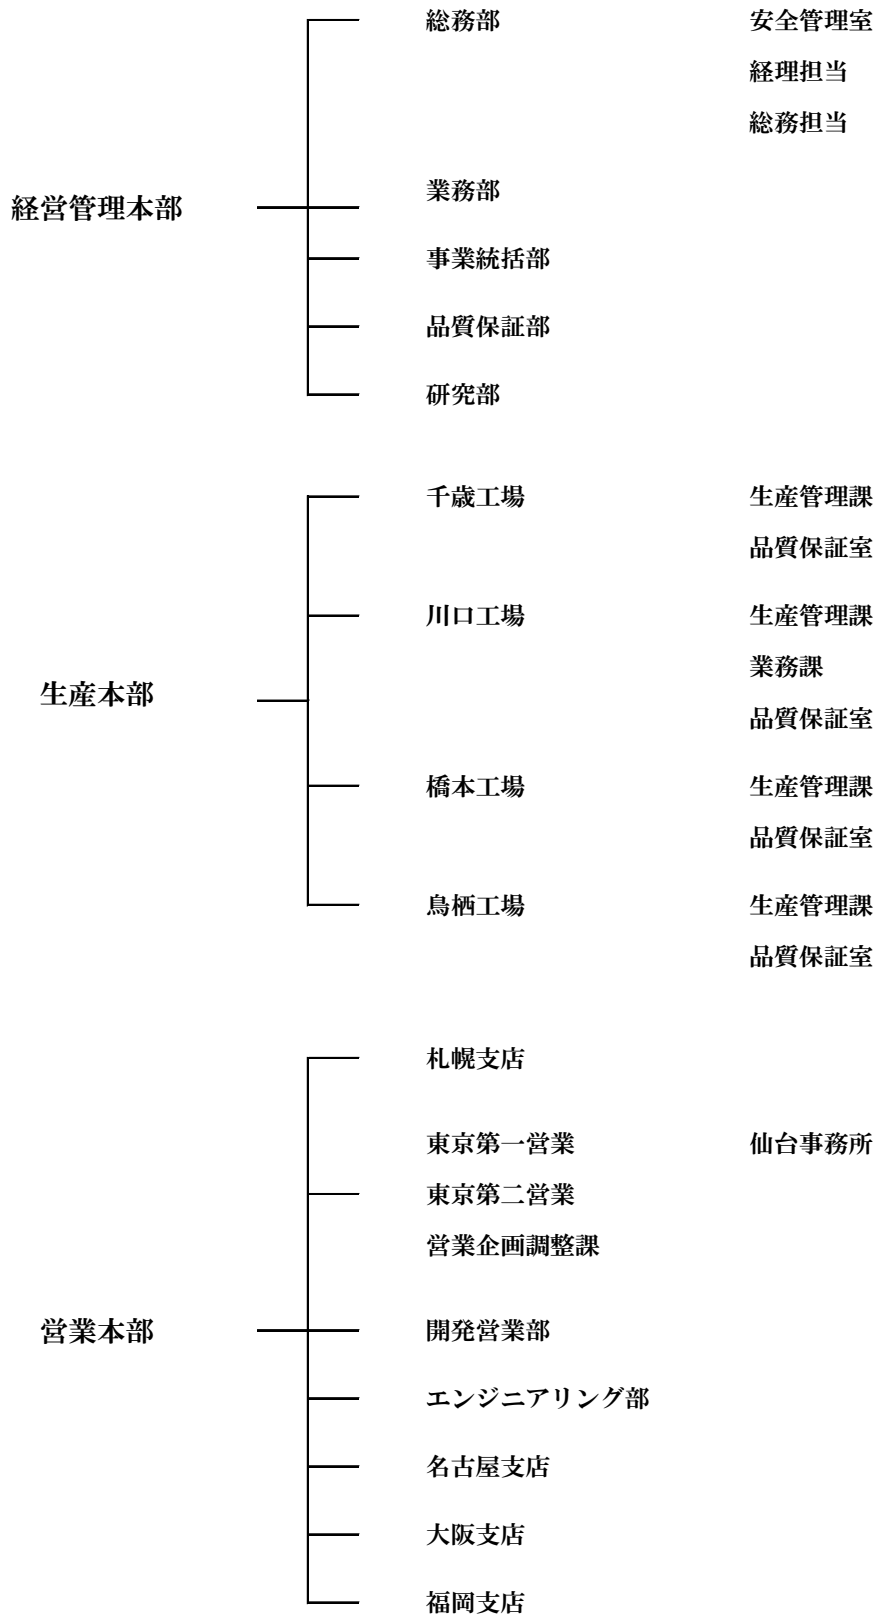 総務部 安全管理室
経理担当
総務担当
経営管理本部 業務部
事業統括部
品質保証部
研究部
千歳工場 生産管理課
品質保証室
川口工場 生産管理課
業務課
生産本部 品質保証室
橋本工場 生産管理課
品質保証室
鳥栖工場 生産管理課
品質保証室
札幌支店
東京第一営業 仙台事務所
東京第二営業
営業企画調整課
営業本部 開発営業部
エンジニアリング部
名古屋支店
大阪支店
福岡支店